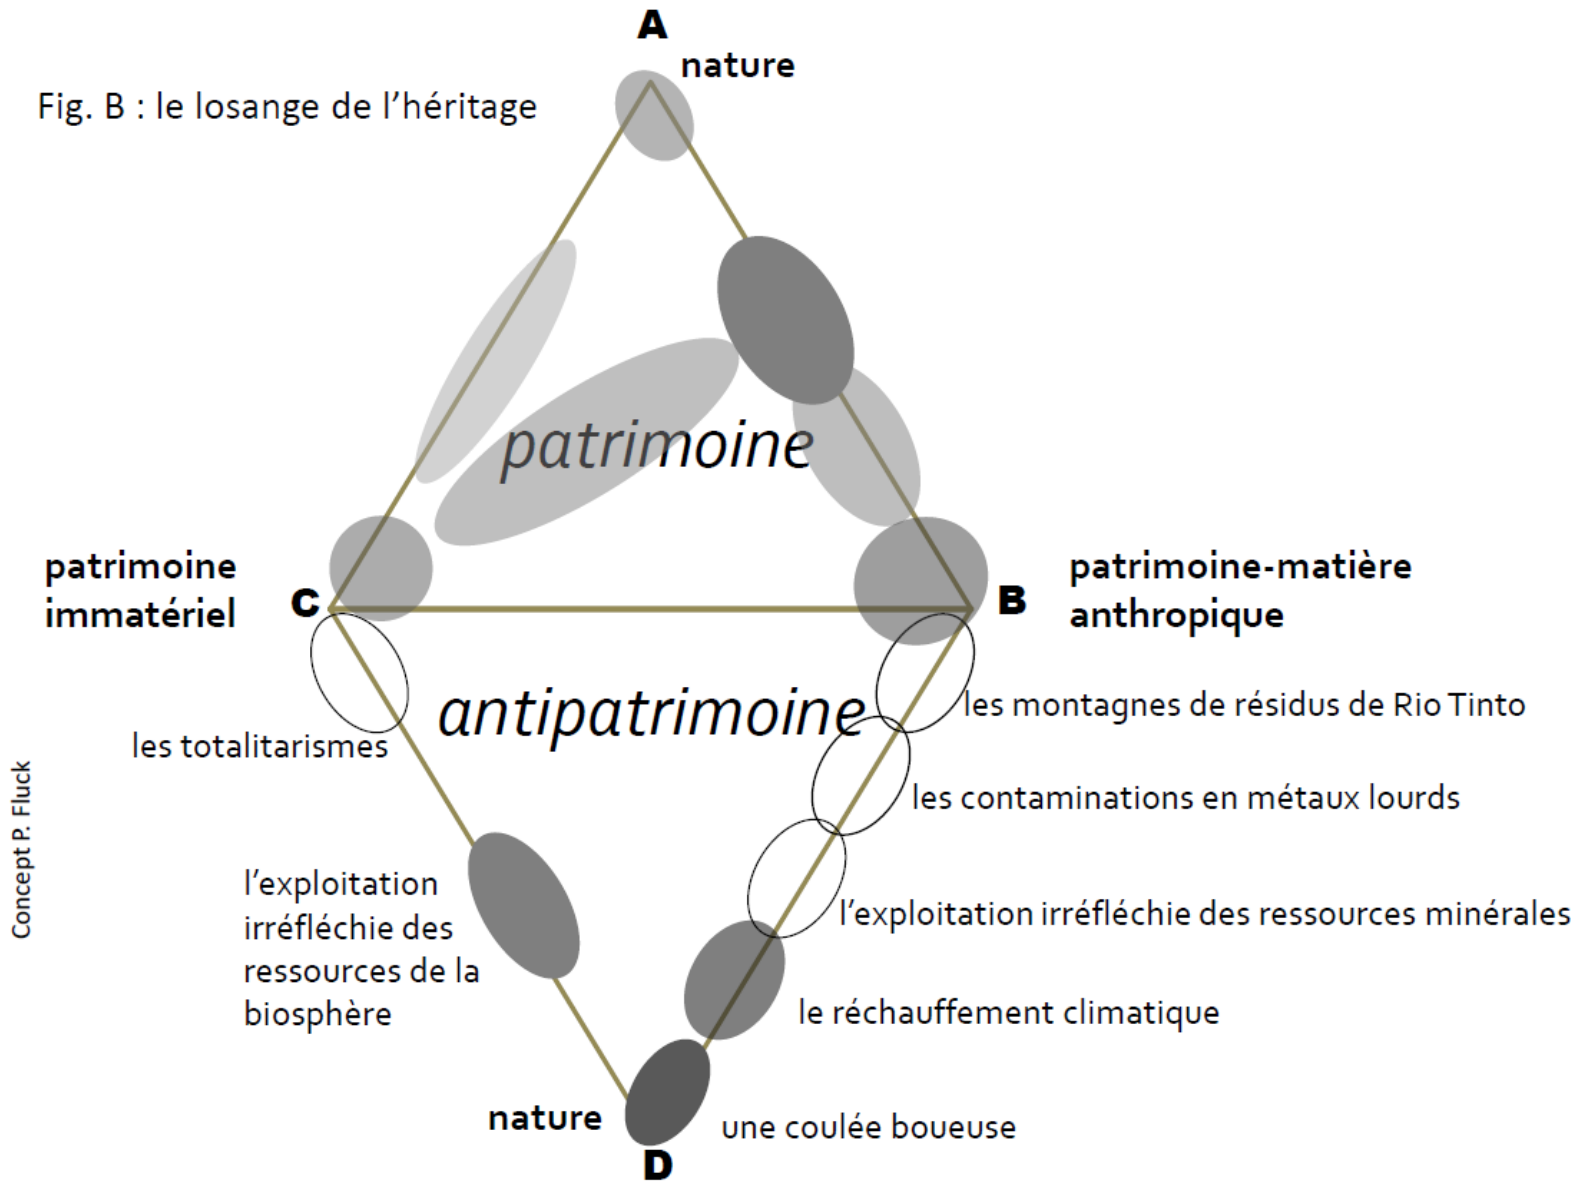 A
nature
Fig. B : le losange de l’héritage
patrimoine
patrimoine
immatériel
C
B
patrimoine-matière
anthropique
antipatrimoine
les montagnes de résidus de Rio Tinto
les totalitarismes
les contaminations en métaux lourds
Concept P. Fluck
l’exploitation
irréfléchie des
ressources de la
biosphère
l’exploitation irréfléchie des ressources minérales
le réchauffement climatique
nature
une coulée boueuse
D